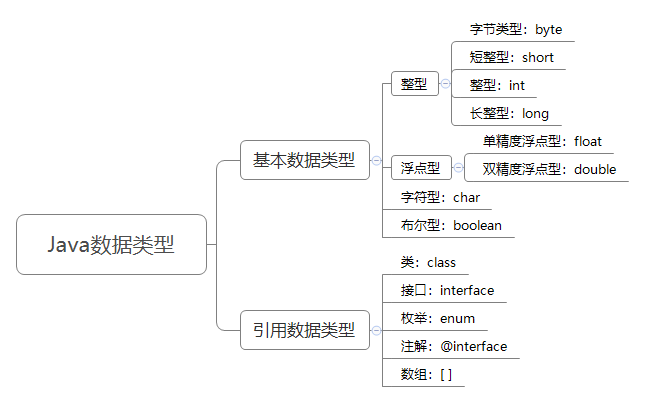 Java数据类型
基本数据类型
整型
字节类型：byte
短整型：short
整型：int
长整型：long
浮点型
单精度浮点型：float
双精度浮点型：double
字符型：char
布尔型：boolean
引用数据类型
类：class
接口：interface
枚举：enum
注解：@interface
数组：[ ]